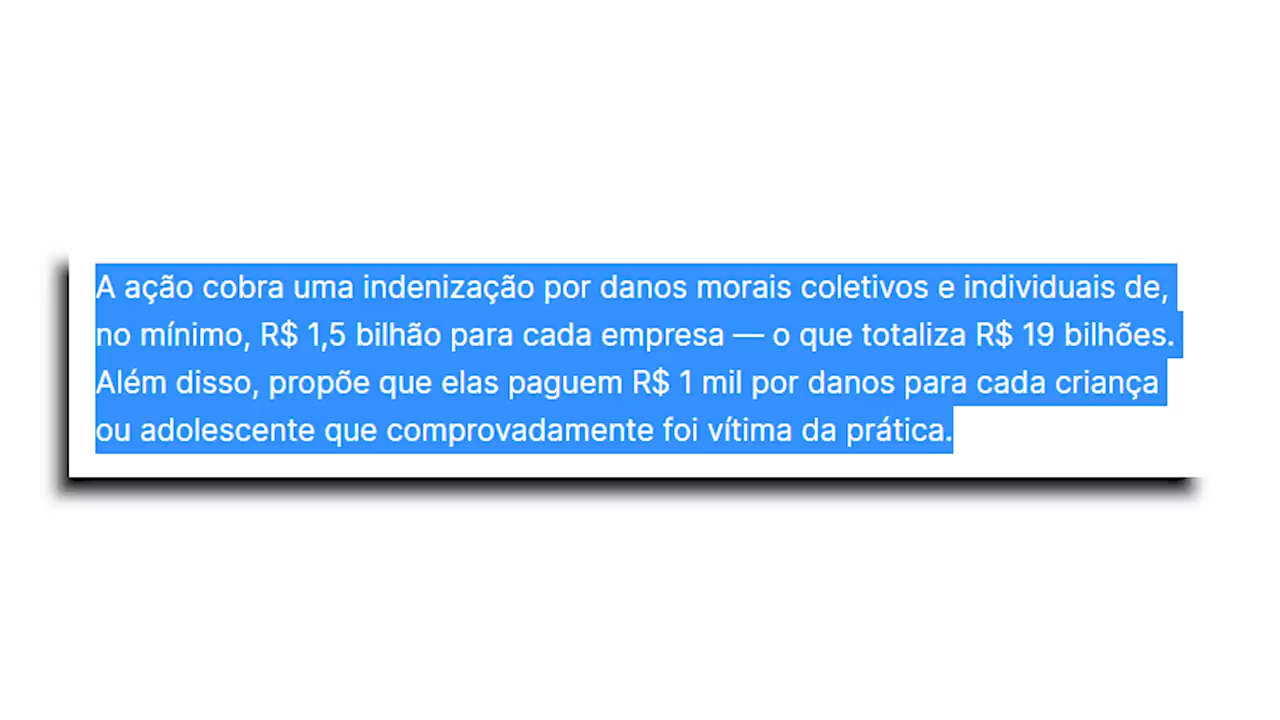 A ação cobra uma indenização por danos morais coletivos e individuais de,
no mínimo, R$ 1,5 bilhão para cada empresa — o que totaliza R$ 19 bilhões.
Além disso, propõe que elas paguem R$ 1 mil por danos para cada criança
ou adolescente que comprovadamente foi vítima da prática.